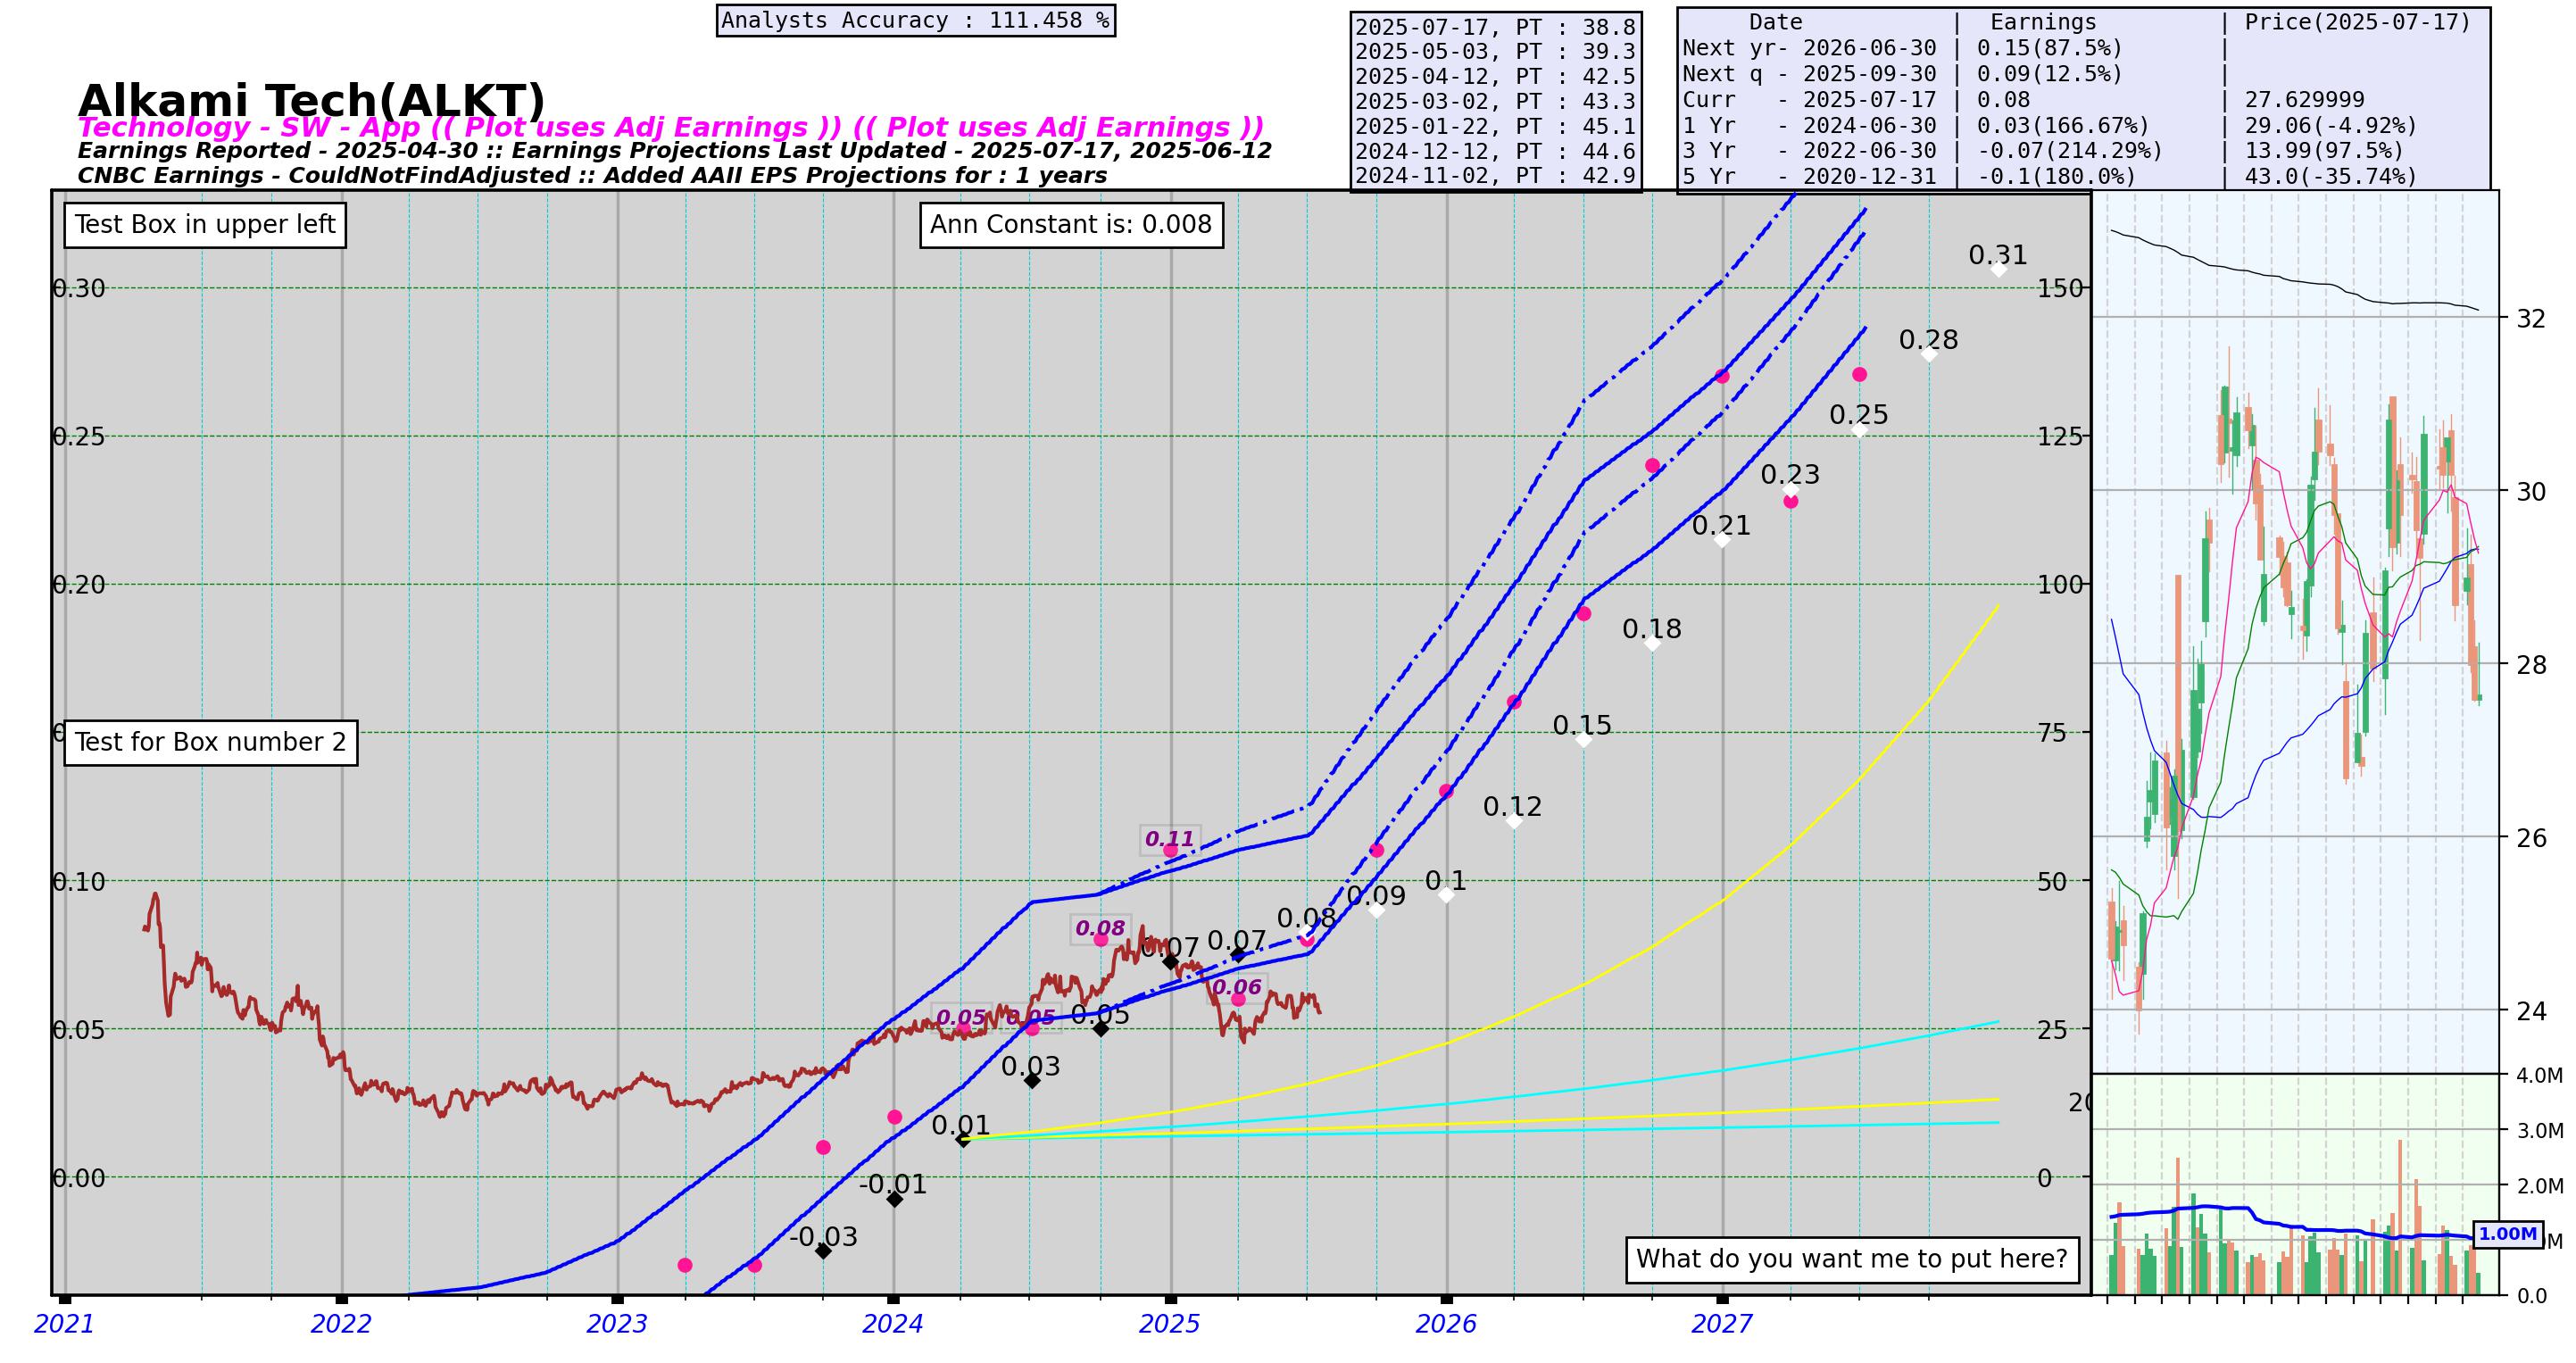 Analysts Accuracy : 111.458 %
2025-07-17, PT : 38.8
2025-05-03, PT : 39.3
2025-04-12, PT : 42.5
2025-03-02, PT : 43.3
2025-01-22, PT : 45.1
2024-12-12, PT : 44.6
2024-11-02, PT : 42.9
Date | Earnings | Price(2025-07-17)
Next yr- 2026-06-30 | 0.15(87.5%) |
Next q - 2025-09-30 | 0.09(12.5%) |
Curr - 2025-07-17 | 0.08 | 27.629999
1 Yr - 2024-06-30 | 0.03(166.67%) | 29.06(-4.92%)
3 Yr - 2022-06-30 | -0.07(214.29%) | 13.99(97.5%)
5 Yr - 2020-12-31 | -0.1(180.0%) | 43.0(-35.74%)
Alkami Tech(ALKT)
Technology - SW - App (( Plot uses Adj Earnings )) (( Plot uses Adj Earnings ))
Earnings Reported - 2025-04-30 :: Earnings Projections Last Updated - 2025-07-17, 2025-06-12
CNBC Earnings - CouldNotFindAdjusted :: Added AAII EPS Projections for : 1 years
Test Box in upper left
Ann Constant is: 0.008
0.31
0.30
150
32
0.28
0.25
0.25
125
0.23
30
0.21
0.20
100
0.18
28
0.15
75
Test for Box number 2
0.12
26
0.11
0.10
0.1
50
0.09
0.08
0.08
0.07
0.07
0.06
24
0.05
0.05
0.05
0.05
25
0.03
4.0M
20
0.01
3.0M
0.00
-0.01
0
2.0M
-0.03
1.00M
What do you want me to put here?
0.0
2021
2022
2023
2024
2025
2026
2027